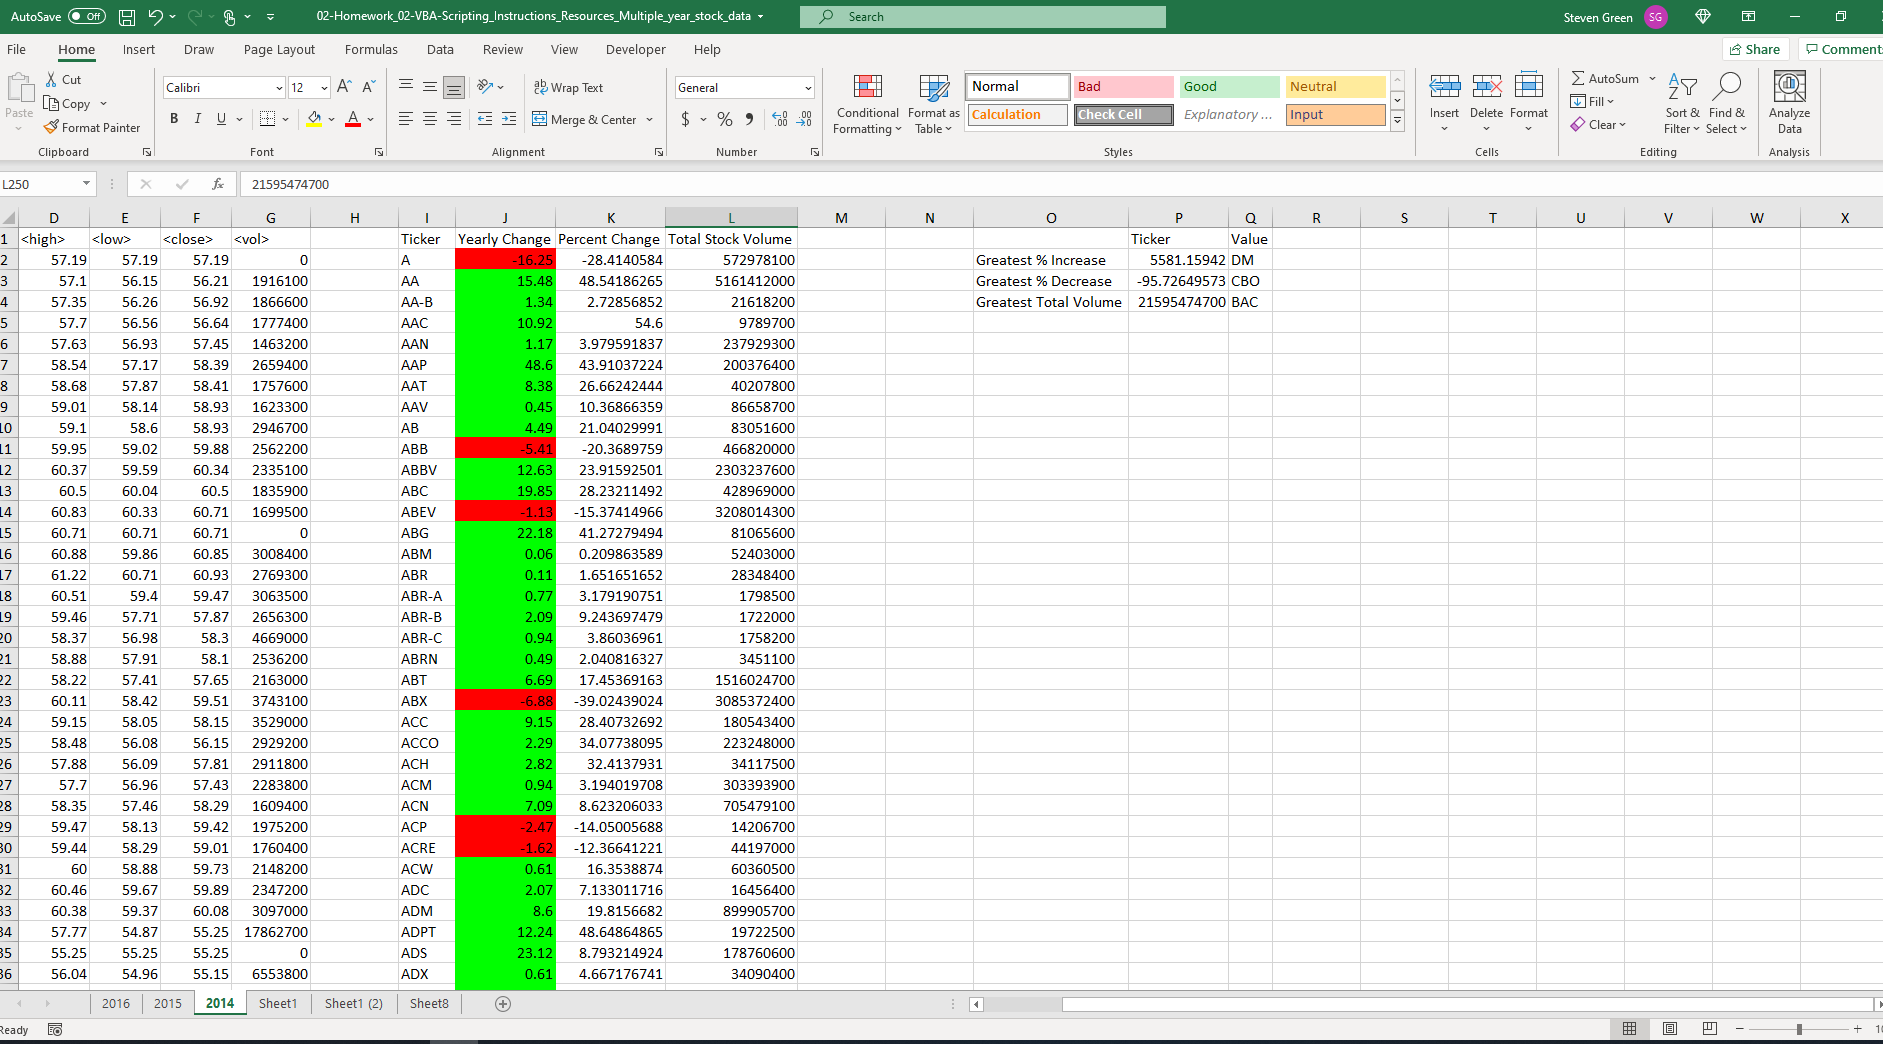 AutoSave Off 02-Homework_02-VBA-Scripting_Instructions_Resources_Multiple_year_stock_data Search Steven Green SG
File Home Insert Draw Page Layout Formulas Data Review View Developer Help Share Comments
Paste Cut Copy Format Painter Clipboard
Calibri 12 B I U Font
Wrap Text Merge & Center Alignment
General $ % Number
Conditional Formatting Format as Table
Normal Bad Good Neutral
Calculation Check Cell Explanatory ... Input
Styles
Insert Delete Format Cells
AutoSum Fill Clear Sort & Filter Find & Select Editing
Analyze Data Analysis
L250 fx 21595474700
D E F G H I J K L M N O P Q R S T U V W X
1 <high> <low> <close> <vol> Ticker Yearly Change Percent Change Total Stock Volume Ticker Value
2 57.19 57.19 57.19 0 A -16.25 -28.4140584 572978100 Greatest % Increase 5581.15942 DM
3 57.1 56.15 56.21 1916100 AA 15.48 48.54186265 5161412000 Greatest % Decrease -95.72649573 CBO
4 57.35 56.26 56.92 1866600 AA-B 1.34 2.72856852 21618200 Greatest Total Volume 21595474700 BAC
5 57.7 56.56 56.64 1777400 AAC 10.92 54.6 9789700
6 57.63 56.93 57.45 1463200 AAN 1.17 3.979591837 237929300
7 58.54 57.17 58.39 2659400 AAP 48.6 43.91037224 200376400
8 58.68 57.87 58.41 1757600 AAT 8.38 26.66242444 40207800
9 59.01 58.14 58.93 1623300 AAV 0.45 10.36866359 86658700
10 59.1 58.6 58.93 2946700 AB 4.49 21.04029991 83051600
11 59.95 59.02 59.88 2562200 ABB -5.41 -20.3689759 466820000
12 60.37 59.59 60.34 2335100 ABBV 12.63 23.91592501 2303237600
13 60.5 60.04 60.5 1835900 ABC 19.85 28.23211492 428969000
14 60.83 60.33 60.71 1699500 ABEV -1.13 -15.37414966 3208014300
15 60.71 60.71 60.71 0 ABG 22.18 41.27279494 81065600
16 60.88 59.86 60.85 3008400 ABM 0.06 0.209863589 52403000
17 61.22 60.71 60.93 2769300 ABR 0.11 1.651651652 28348400
18 60.51 59.4 59.47 3063500 ABR-A 0.77 3.179190751 1798500
19 59.46 57.71 57.87 2656300 ABR-B 2.09 9.243697479 1722000
20 58.37 56.98 58.3 4669000 ABR-C 0.94 3.86036961 1758200
21 58.88 57.91 58.1 2536200 ABRN 0.49 2.040816327 3451100
22 58.22 57.41 57.65 2163000 ABT 6.69 17.45369163 1516024700
23 60.11 58.42 59.51 3743100 ABX -6.88 -39.02439024 3085372400
24 59.15 58.05 58.15 3529000 ACC 9.15 28.40732692 180543400
25 58.48 56.08 56.15 2929200 ACCO 2.29 34.07738095 223248000
26 57.88 56.09 57.81 2911800 ACH 2.82 32.4137931 34117500
27 57.7 56.96 57.43 2283800 ACM 0.94 3.194019708 303393900
28 58.35 57.46 58.29 1609400 ACN 7.09 8.623206033 705479100
29 59.47 58.13 59.42 1975200 ACP -2.47 -14.05005688 14206700
30 59.44 58.29 59.01 1760400 ACRE -1.62 -12.36641221 44197000
31 60 58.88 59.73 2148200 ACW 0.61 16.3538874 60360500
32 60.46 59.67 59.89 2347200 ADC 2.07 7.133011716 16456400
33 60.38 59.37 60.08 3097000 ADM 8.6 19.8156682 899905700
34 57.77 54.87 55.25 17862700 ADPT 12.24 48.64864865 19722500
35 55.25 55.25 55.25 0 ADS 23.12 8.793214924 178760600
36 56.04 54.96 55.15 6553800 ADX 0.61 4.667176741 34090400
2016 2015 2014 Sheet1 Sheet1 (2) Sheet8
Ready